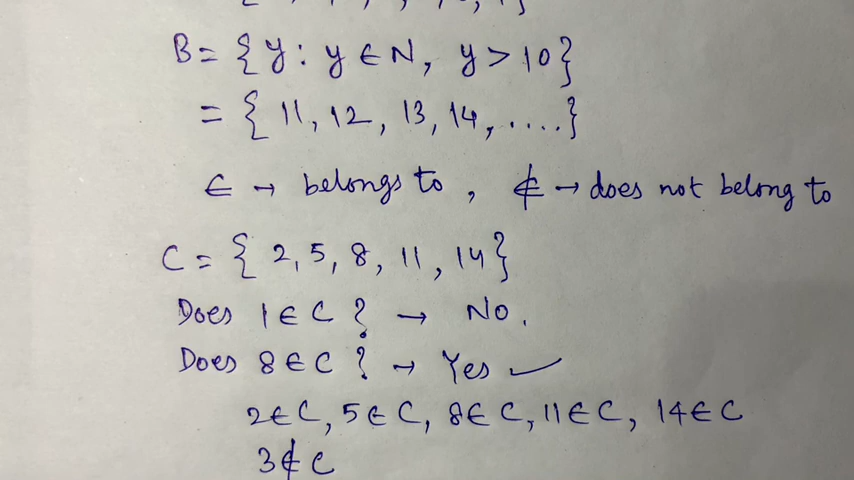 B = { y : y ∈ N, y > 10}
= { 11, 12, 13, 14, ....}
∈ → belongs to, ∉ → does not belong to
C = { 2, 5, 8, 11, 14}
Does 1 ∈ C ? → NO.
Does 8 ∈ C ? → Yes ✓
2 ∈ C, 5 ∈ C, 8 ∈ C, 11 ∈ C, 14 ∈ C
3 ∉ C